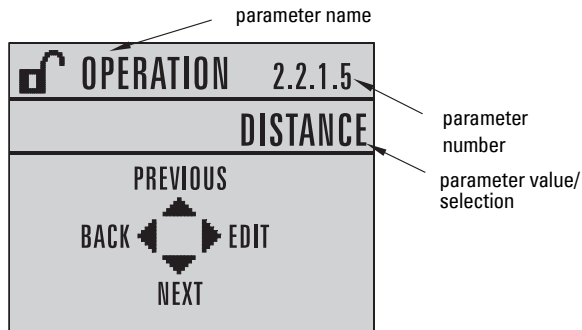 parameter name
OPERATION 2.2.1.5
parameter
number
DISTANCE
parameter value/
selection
PREVIOUS
BACK EDIT
NEXT